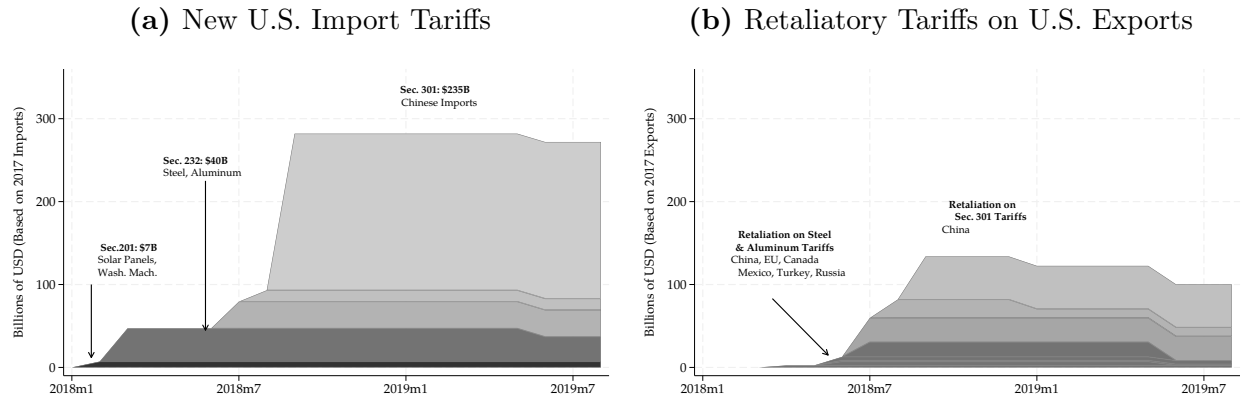 (a) New U.S. Import Tariffs
Billions of USD (Based on 2017 Imports)
300
200
100
0
Sec. 301: $235B
Chinese Imports
Sec. 232: $40B
Steel, Aluminum
Sec.201: $7B
Solar Panels,
Wash. Mach.
2018m1
2018m7
2019m1
2019m7
(b) Retaliatory Tariffs on U.S. Exports
Billions of USD (Based on 2017 Exports)
300
200
100
0
Retaliation on
Sec. 301 Tariffs
China
Retaliation on Steel
& Aluminum Tariffs
China, EU, Canada
Mexico, Turkey, Russia
2018m1
2018m7
2019m1
2019m7